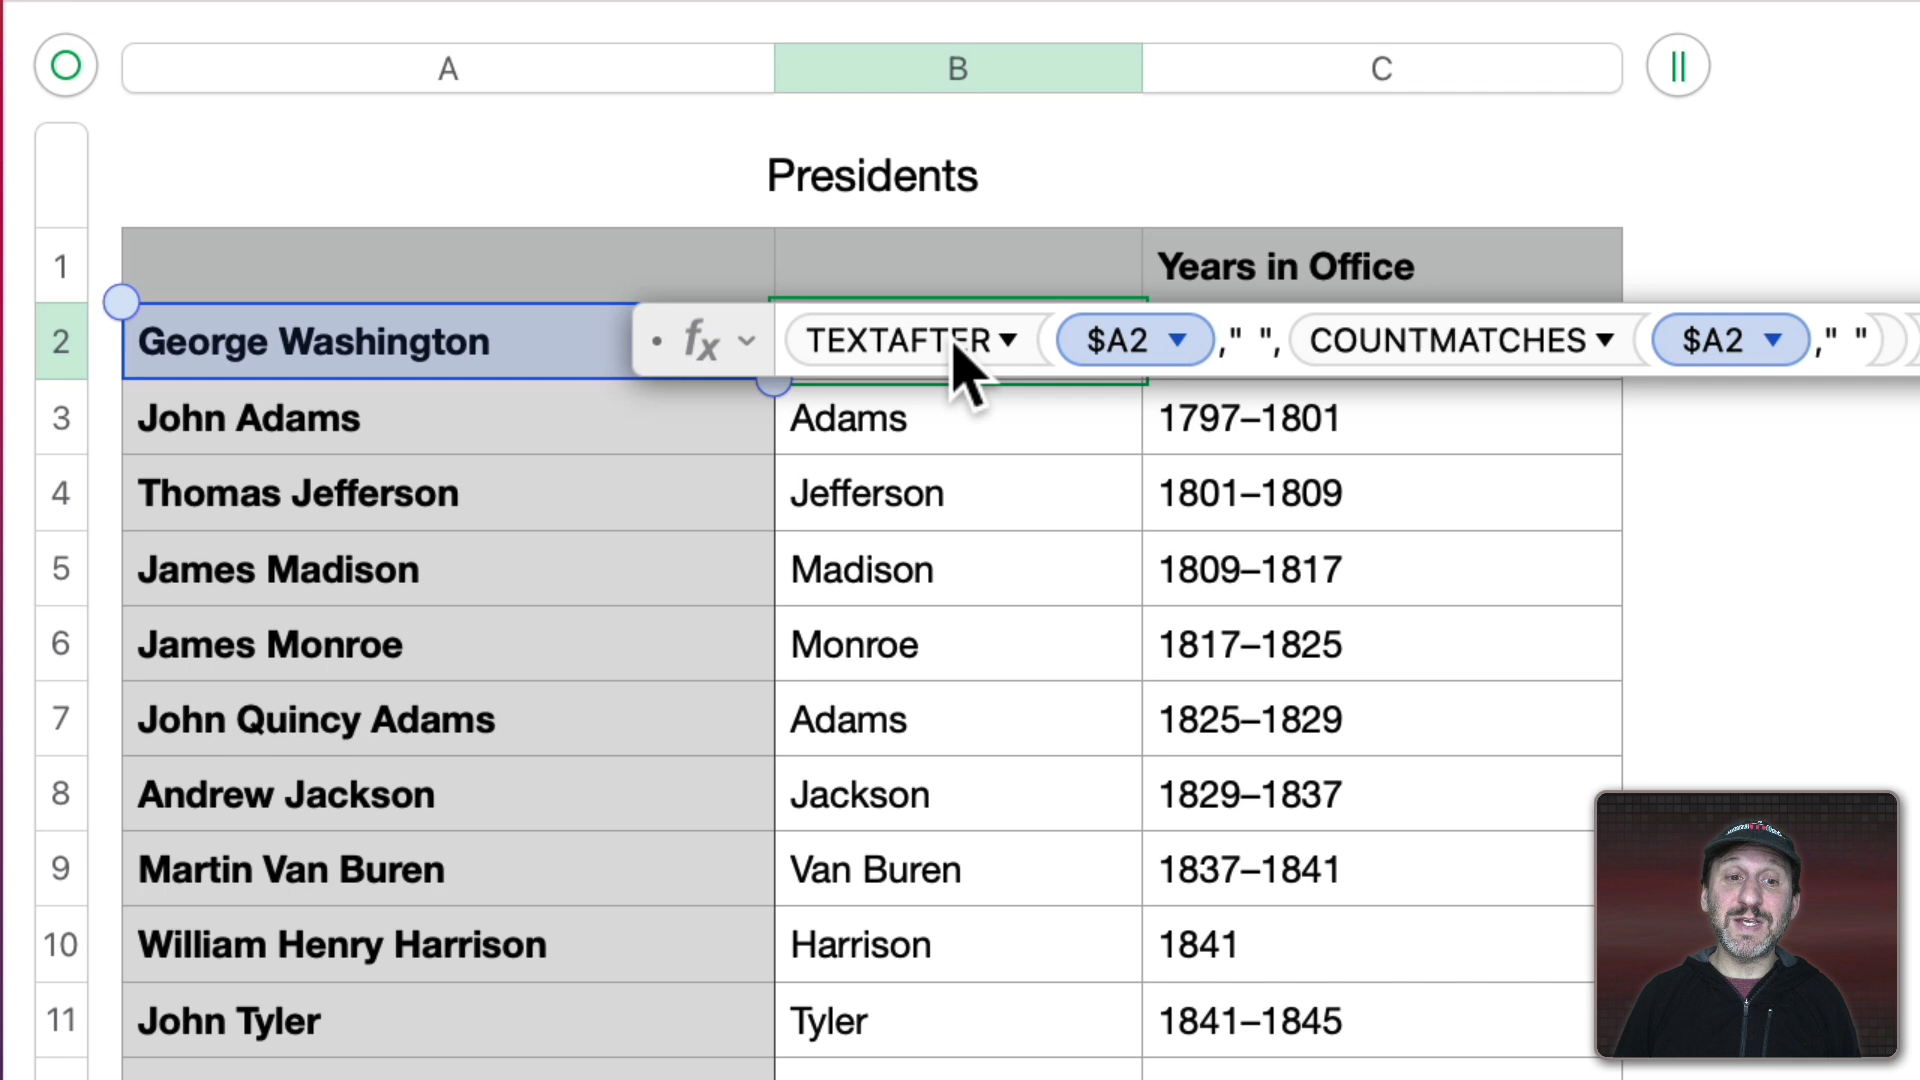 A B C
Presidents
1 Years in Office
2 George Washington fx TEXTAFTER ($A2 ," ", COUNTMATCHES ($A2 ," "))
3 John Adams Adams 1797–1801
4 Thomas Jefferson Jefferson 1801–1809
5 James Madison Madison 1809–1817
6 James Monroe Monroe 1817–1825
7 John Quincy Adams Adams 1825–1829
8 Andrew Jackson Jackson 1829–1837
9 Martin Van Buren Van Buren 1837–1841
10 William Henry Harrison Harrison 1841
11 John Tyler Tyler 1841–1845